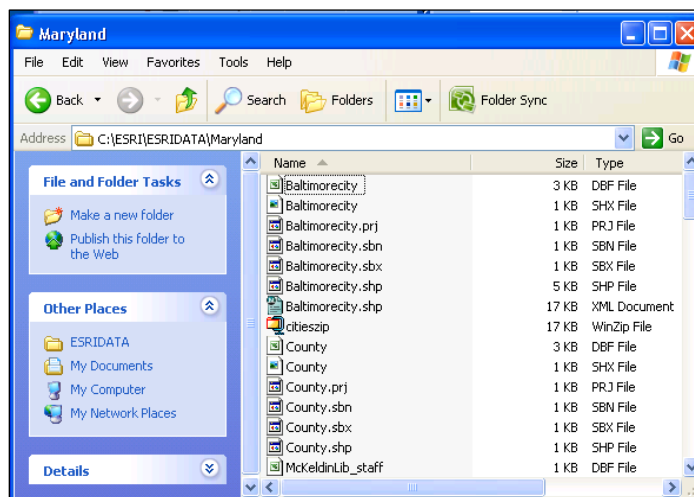 Maryland
File Edit View Favorites Tools Help
Back Search Folders Folder Sync
Address C:\ESRI\ESRIDATA\Maryland Go
File and Folder Tasks
Make a new folder
Publish this folder to
the Web
Other Places
ESRIDATA
My Documents
My Computer
My Network Places
Details
Name Size Type
Baltimorecity 3 KB DBF File
Baltimorecity 1 KB SHX File
Baltimorecity.prj 1 KB PRJ File
Baltimorecity.sbn 1 KB SBN File
Baltimorecity.sbx 1 KB SBX File
Baltimorecity.shp 5 KB SHP File
Baltimorecity.shp 17 KB XML Document
citieszip 17 KB WinZip File
County 3 KB DBF File
County 1 KB SHX File
County.prj 1 KB PRJ File
County.sbn 1 KB SBN File
County.sbx 1 KB SBX File
County.shp 1 KB SHP File
McKeldinLib_staff 1 KB DBF File